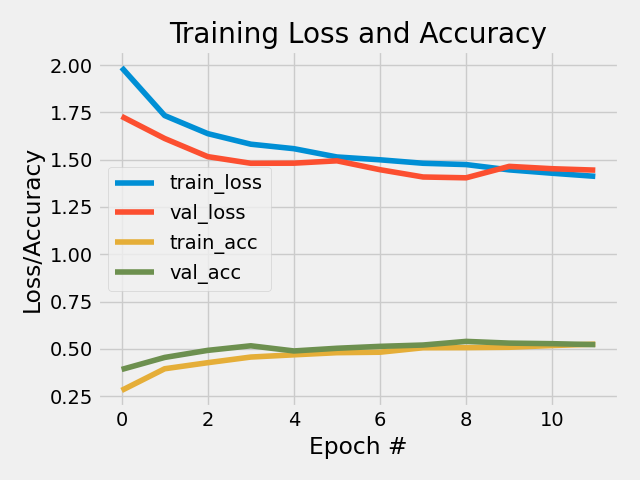 Training Loss and Accuracy
Loss/Accuracy
2.00
1.75
1.50
1.25
1.00
0.75
0.50
0.25
train_loss
val_loss
train_acc
val_acc
0 2 4 6 8 10
Epoch #